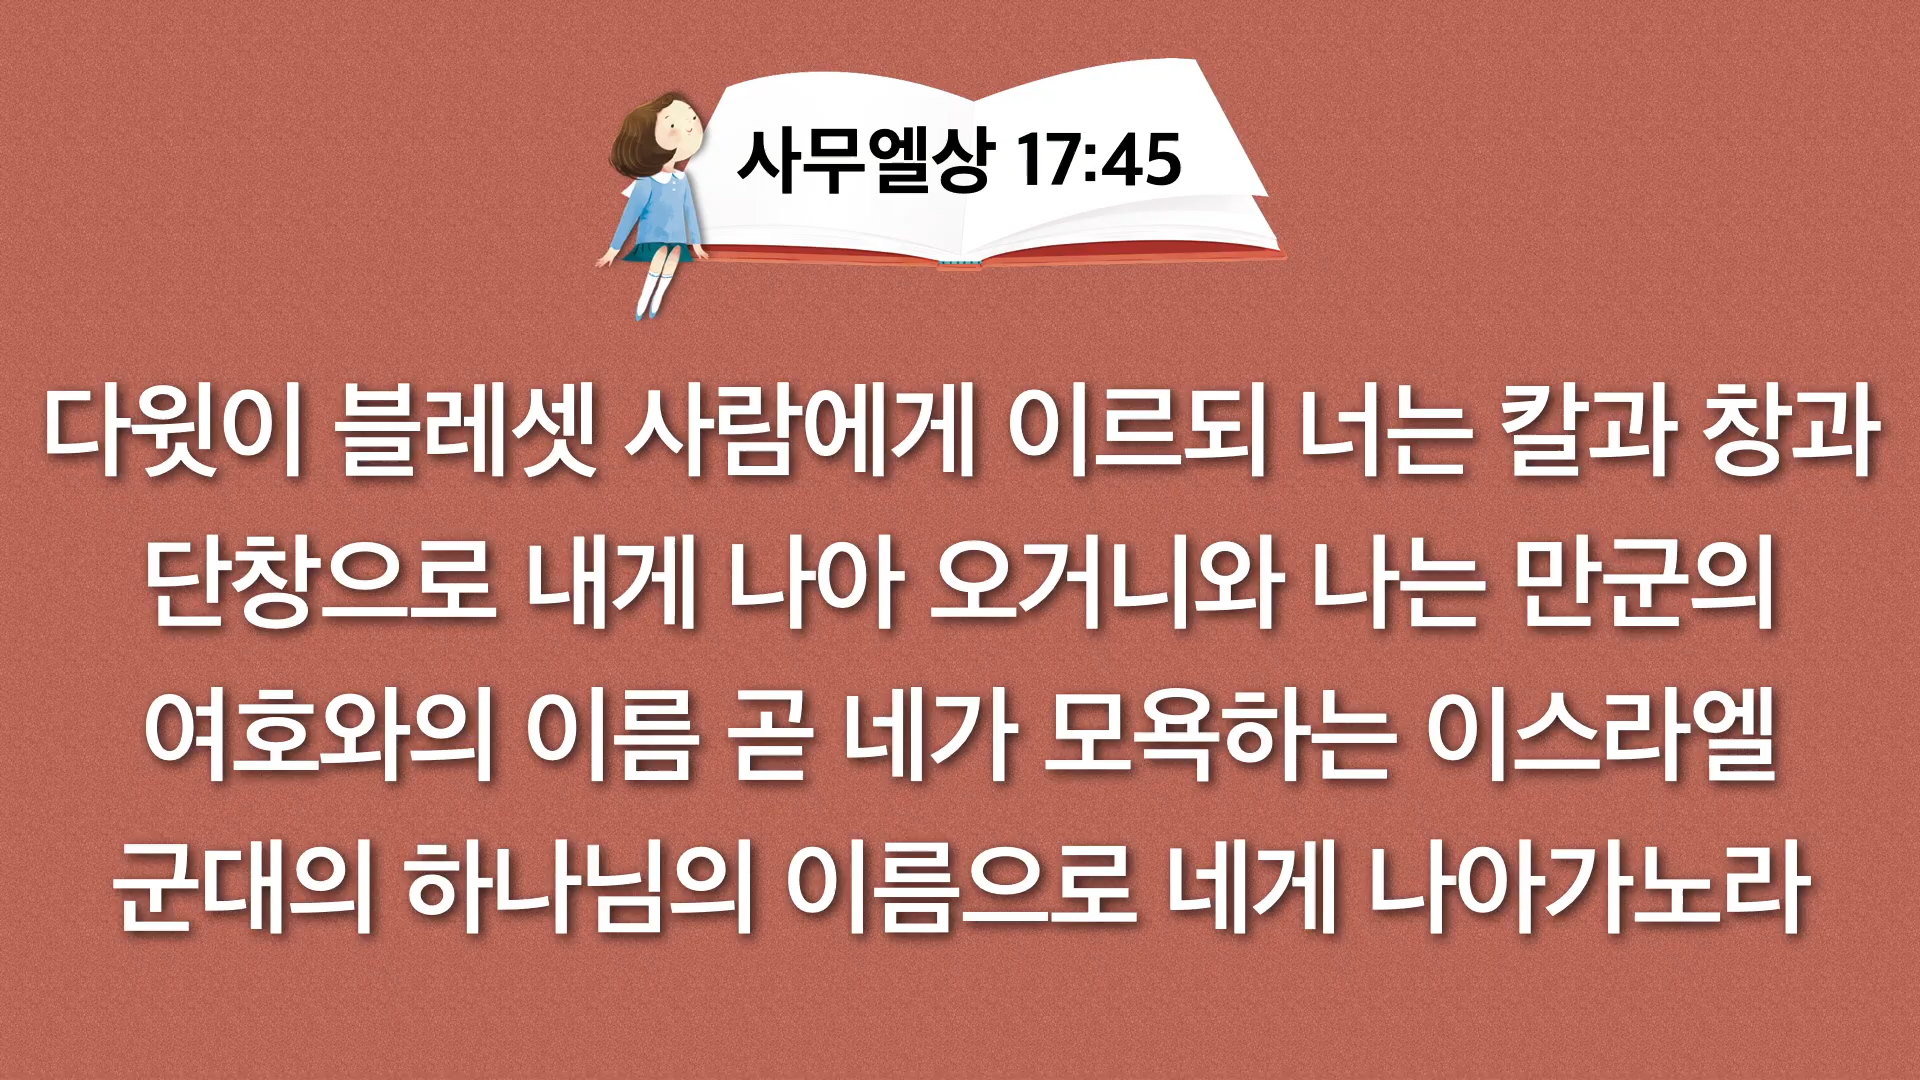 사무엘상 17:45
다윗이 블레셋 사람에게 이르되 너는 칼과 창과
단창으로 내게 나아 오거니와 나는 만군의
여호와의 이름 곧 네가 모욕하는 이스라엘
군대의 하나님의 이름으로 네게 나아가노라